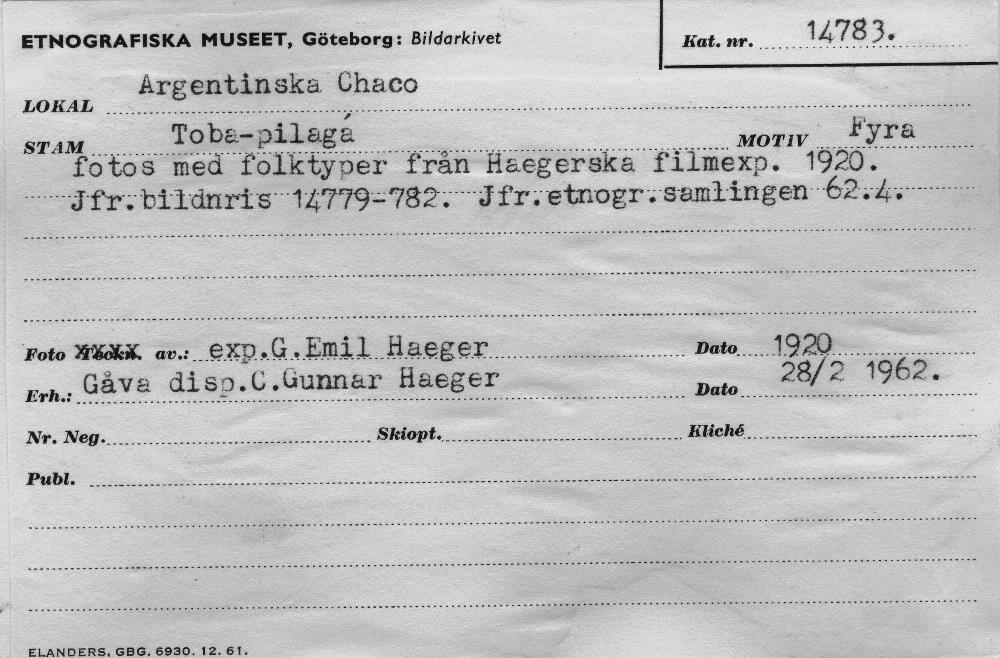 ETNOGRAFISKA MUSEET, Göteborg: Bildarkivet
Kat. nr. 14783.
LOKAL Argentinska Chaco
STAM Toba-pilagá MOTIV Fyra
fotos med folktyper från Haegerska filmexp. 1920.
Jfr.bildnris 14779-782. Jfr.etnogr.samlingen 62.4.
Foto Teckn. av.: exp.G.Emil Haeger Dato 1920
Erh.: Gåva disp.C.Gunnar Haeger Dato 28/2 1962.
Nr. Neg. Skiopt. Kliché
Publ.
ELANDERS, GBG. 6930. 12. 61.